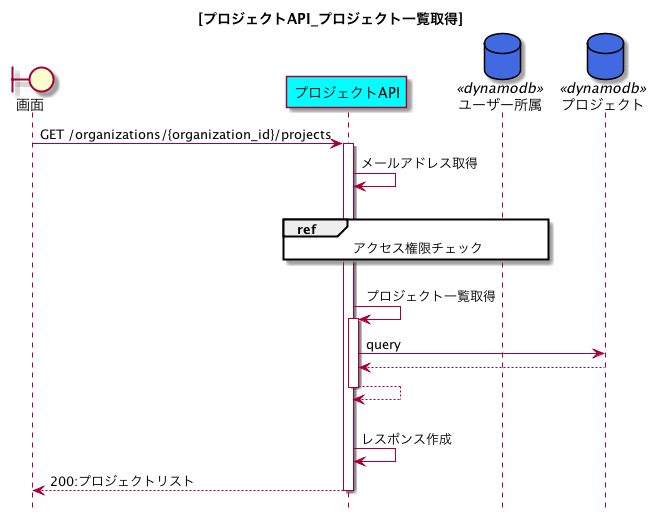 [プロジェクトAPI_プロジェクト一覧取得]
画面
プロジェクトAPI
«dynamodb»
ユーザー所属
«dynamodb»
プロジェクト
GET /organizations/{organization_id}/projects
メールアドレス取得
ref
アクセス権限チェック
プロジェクト一覧取得
query
レスポンス作成
200:プロジェクトリスト